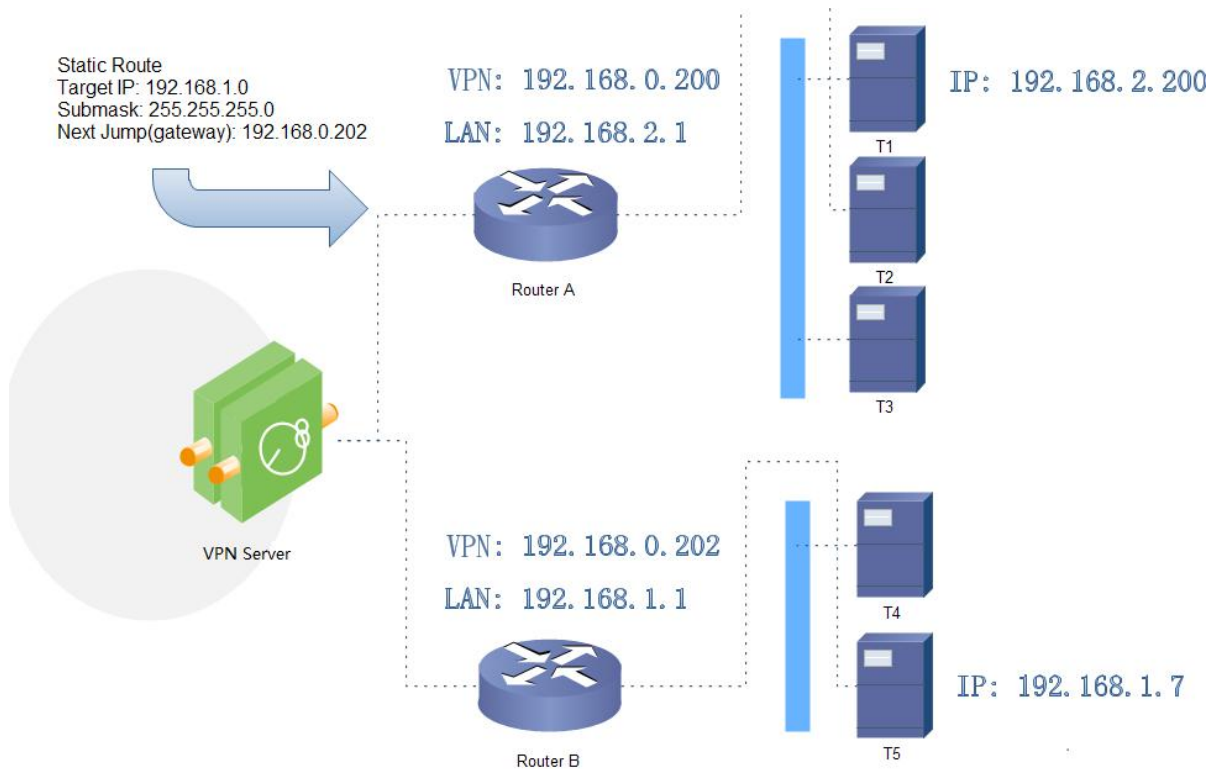 Static Route
Target IP: 192.168.1.0
Submask: 255.255.255.0
Next Jump(gateway): 192.168.0.202
VPN: 192.168.0.200
LAN: 192.168.2.1
Router A
IP: 192.168.2.200
T1
T2
T3
VPN Server
VPN: 192.168.0.202
LAN: 192.168.1.1
Router B
T4
IP: 192.168.1.7
T5